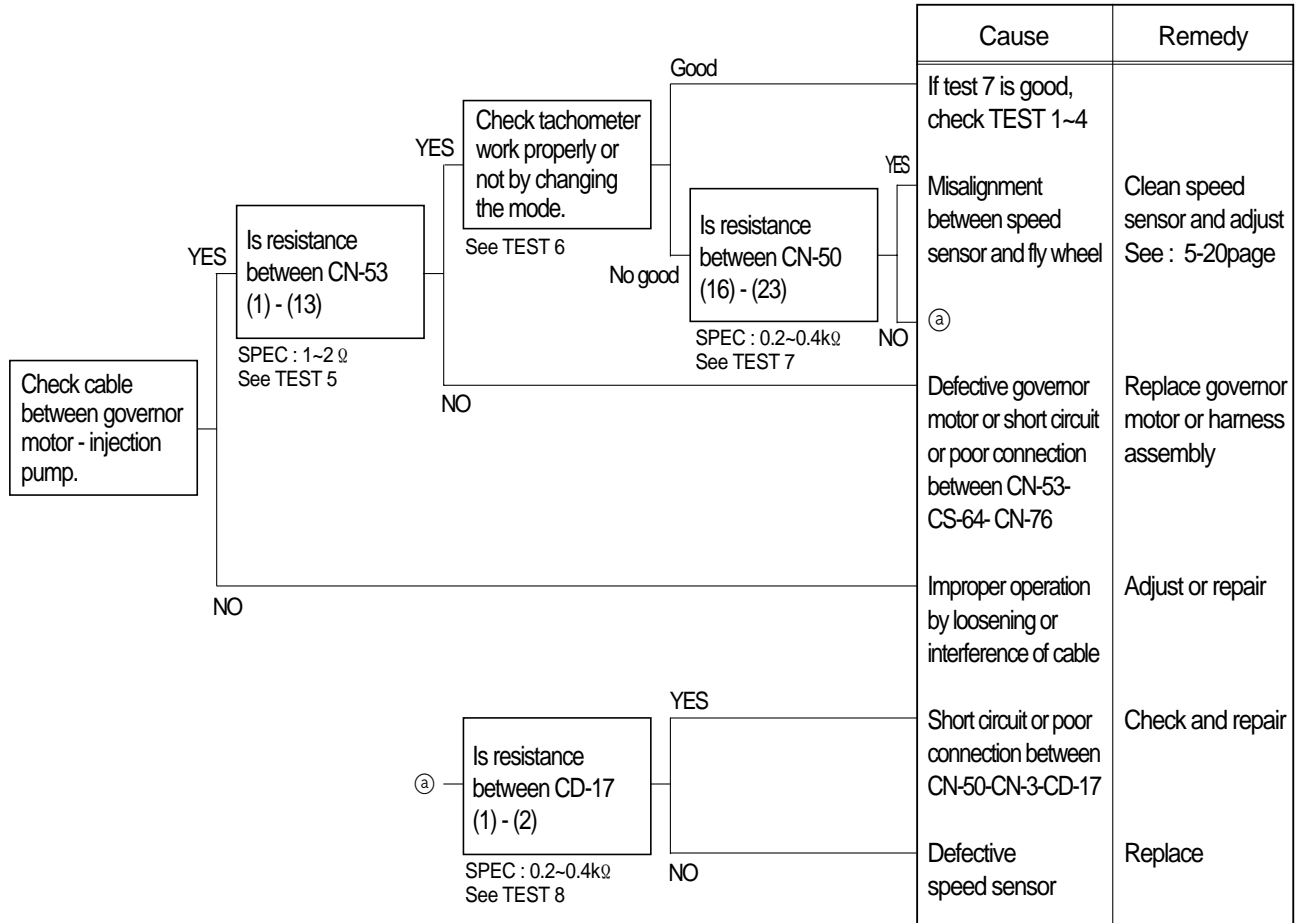 Cause
Remedy
Good
If test 7 is good,
check TEST 1~4
YES
Check tachometer
work properly or
not by changing
the mode.
See TEST 6
No good
YES
Is resistance
between CN-53
(1) - (13)
SPEC : 1~2 Ω
See TEST 5
YES
Is resistance
between CN-50
(16) - (23)
SPEC : 0.2~0.4kΩ
See TEST 7
NO
Misalignment
between speed
sensor and fly wheel
Clean speed
sensor and adjust
See : 5-20page
ⓐ
Check cable
between governor
motor - injection
pump.
NO
Defective governor
motor or short circuit
or poor connection
between CN-53-
CS-64- CN-76
Replace governor
motor or harness
assembly
NO
Improper operation
by loosening or
interference of cable
Adjust or repair
ⓐ
Is resistance
between CD-17
(1) - (2)
SPEC : 0.2~0.4kΩ
See TEST 8
YES
Short circuit or poor
connection between
CN-50-CN-3-CD-17
Check and repair
NO
Defective
speed sensor
Replace